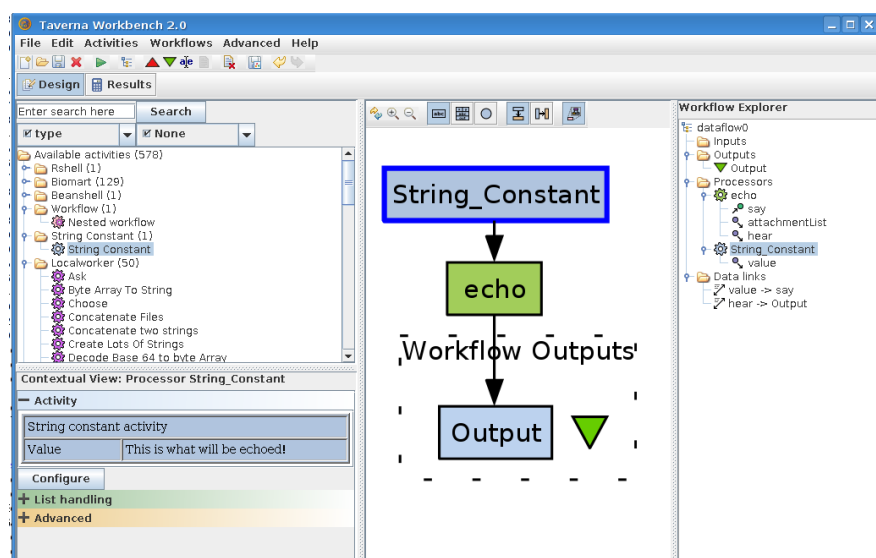 Taverna Workbench 2.0
File Edit Activities Workflows Advanced Help
Design Results
Enter search here Search
type None
Available activities (578)
Rshell (1)
Biomart (129)
Beanshell (1)
Workflow (1)
Nested workflow
String Constant (1)
String Constant
Localworker (50)
Ask
Byte Array To String
Choose
Concatenate Files
Concatenate two strings
Create Lots Of Strings
Decode Base 64 to byte Array
Contextual View: Processor String_Constant
Activity
String constant activity
Value This is what will be echoed!
Configure
List handling
Advanced
String_Constant
echo
Workflow Outputs
Output
Workflow Explorer
dataflow0
Inputs
Outputs
Output
Processors
echo
say
attachmentList
hear
String_Constant
value
Data links
value -> say
hear -> Output